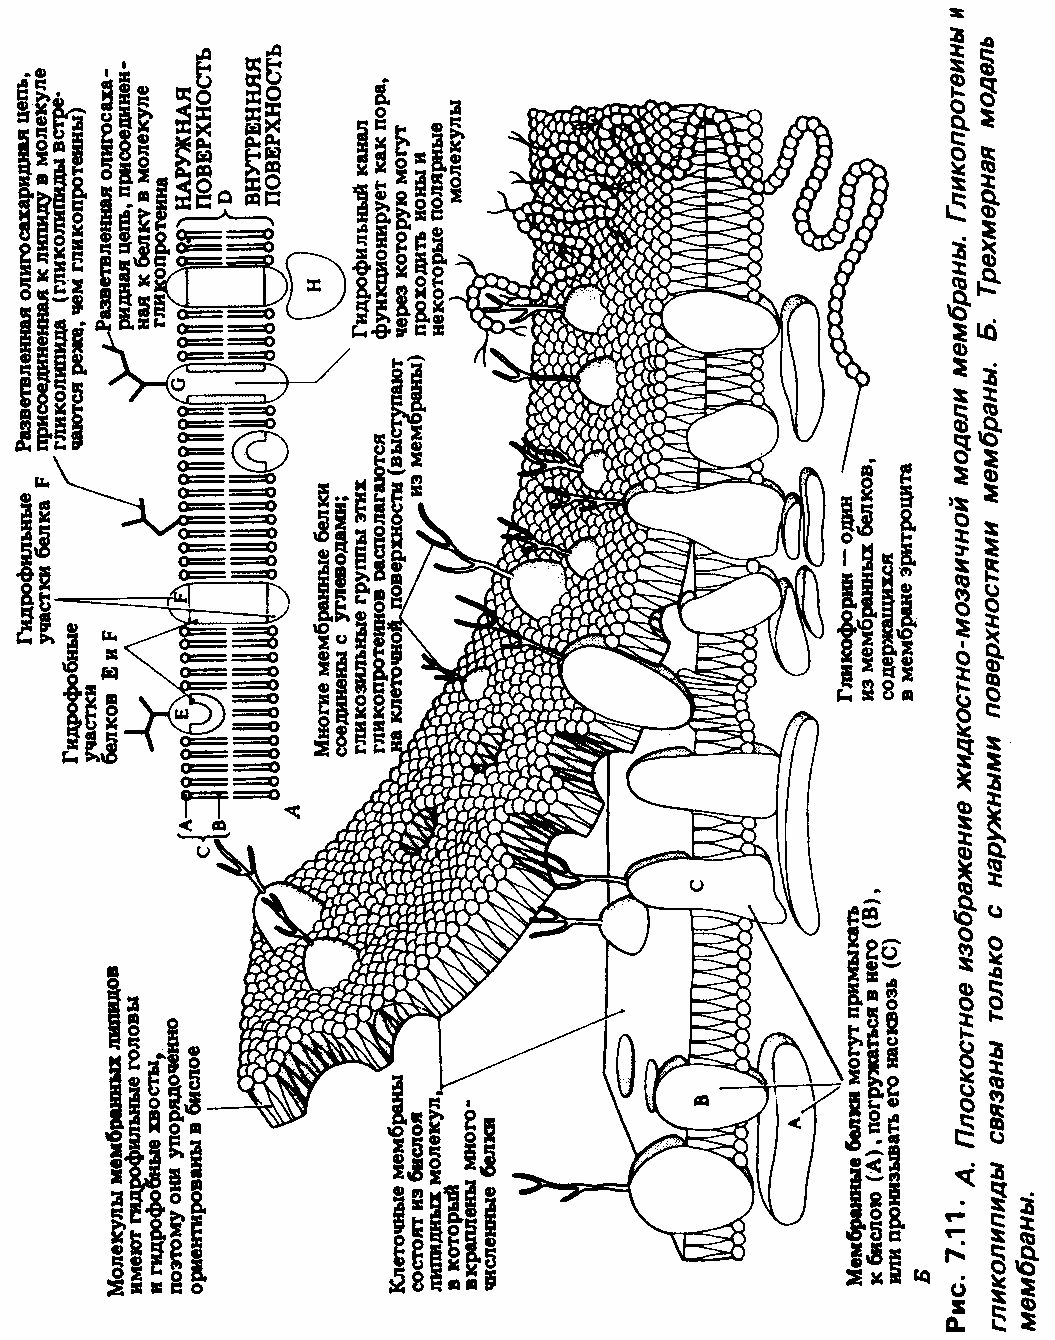 Разветвленная олигосахаридная цепь,
присоединенная к липиду в молекуле
гликолипида (гликолипиды встре-
чаются реже, чем гликопротеины)
Гидрофильные
участки белка F
Разветвленная олигосаха-
ридная цепь, присоединен-
ная к белку в молекуле
гликопротеина
Гидрофобные
участки
белков E и F
НАРУЖНАЯ
ПОВЕРХНОСТЬ
D
ВНУТРЕННЯЯ
ПОВЕРХНОСТЬ
A
B
C
E
F
G
H
А
Гидрофильный канал
функционирует как пора,
через которую могут
проходить ионы и
некоторые полярные
молекулы
Многие мембранные белки
соединены с углеводами;
гликозильные группы этих
гликопротеинов располагаются
на клеточной поверхности (выступают
из мембраны)
Молекулы мембранных липидов
имеют гидрофильные головы
и гидрофобные хвосты,
поэтому они упорядоченно
ориентированы в бислое
Клеточные мембраны
состоят из бислоя
липидных молекул,
в который
вкраплены много-
численные белки
A
B
C
Мембранные белки могут примыкать
к бислою (A), погружаться в него (B),
или пронизывать его насквозь (C)
Гликофорин — один
из мембранных белков,
содержащихся
в мембране эритроцита
Б
Рис. 7.11. А. Плоскостное изображение жидкостно-мозаичной модели мембраны. Гликопротеины и
гликолипиды связаны только с наружными поверхностями мембраны. Б. Трехмерная модель
мембраны.